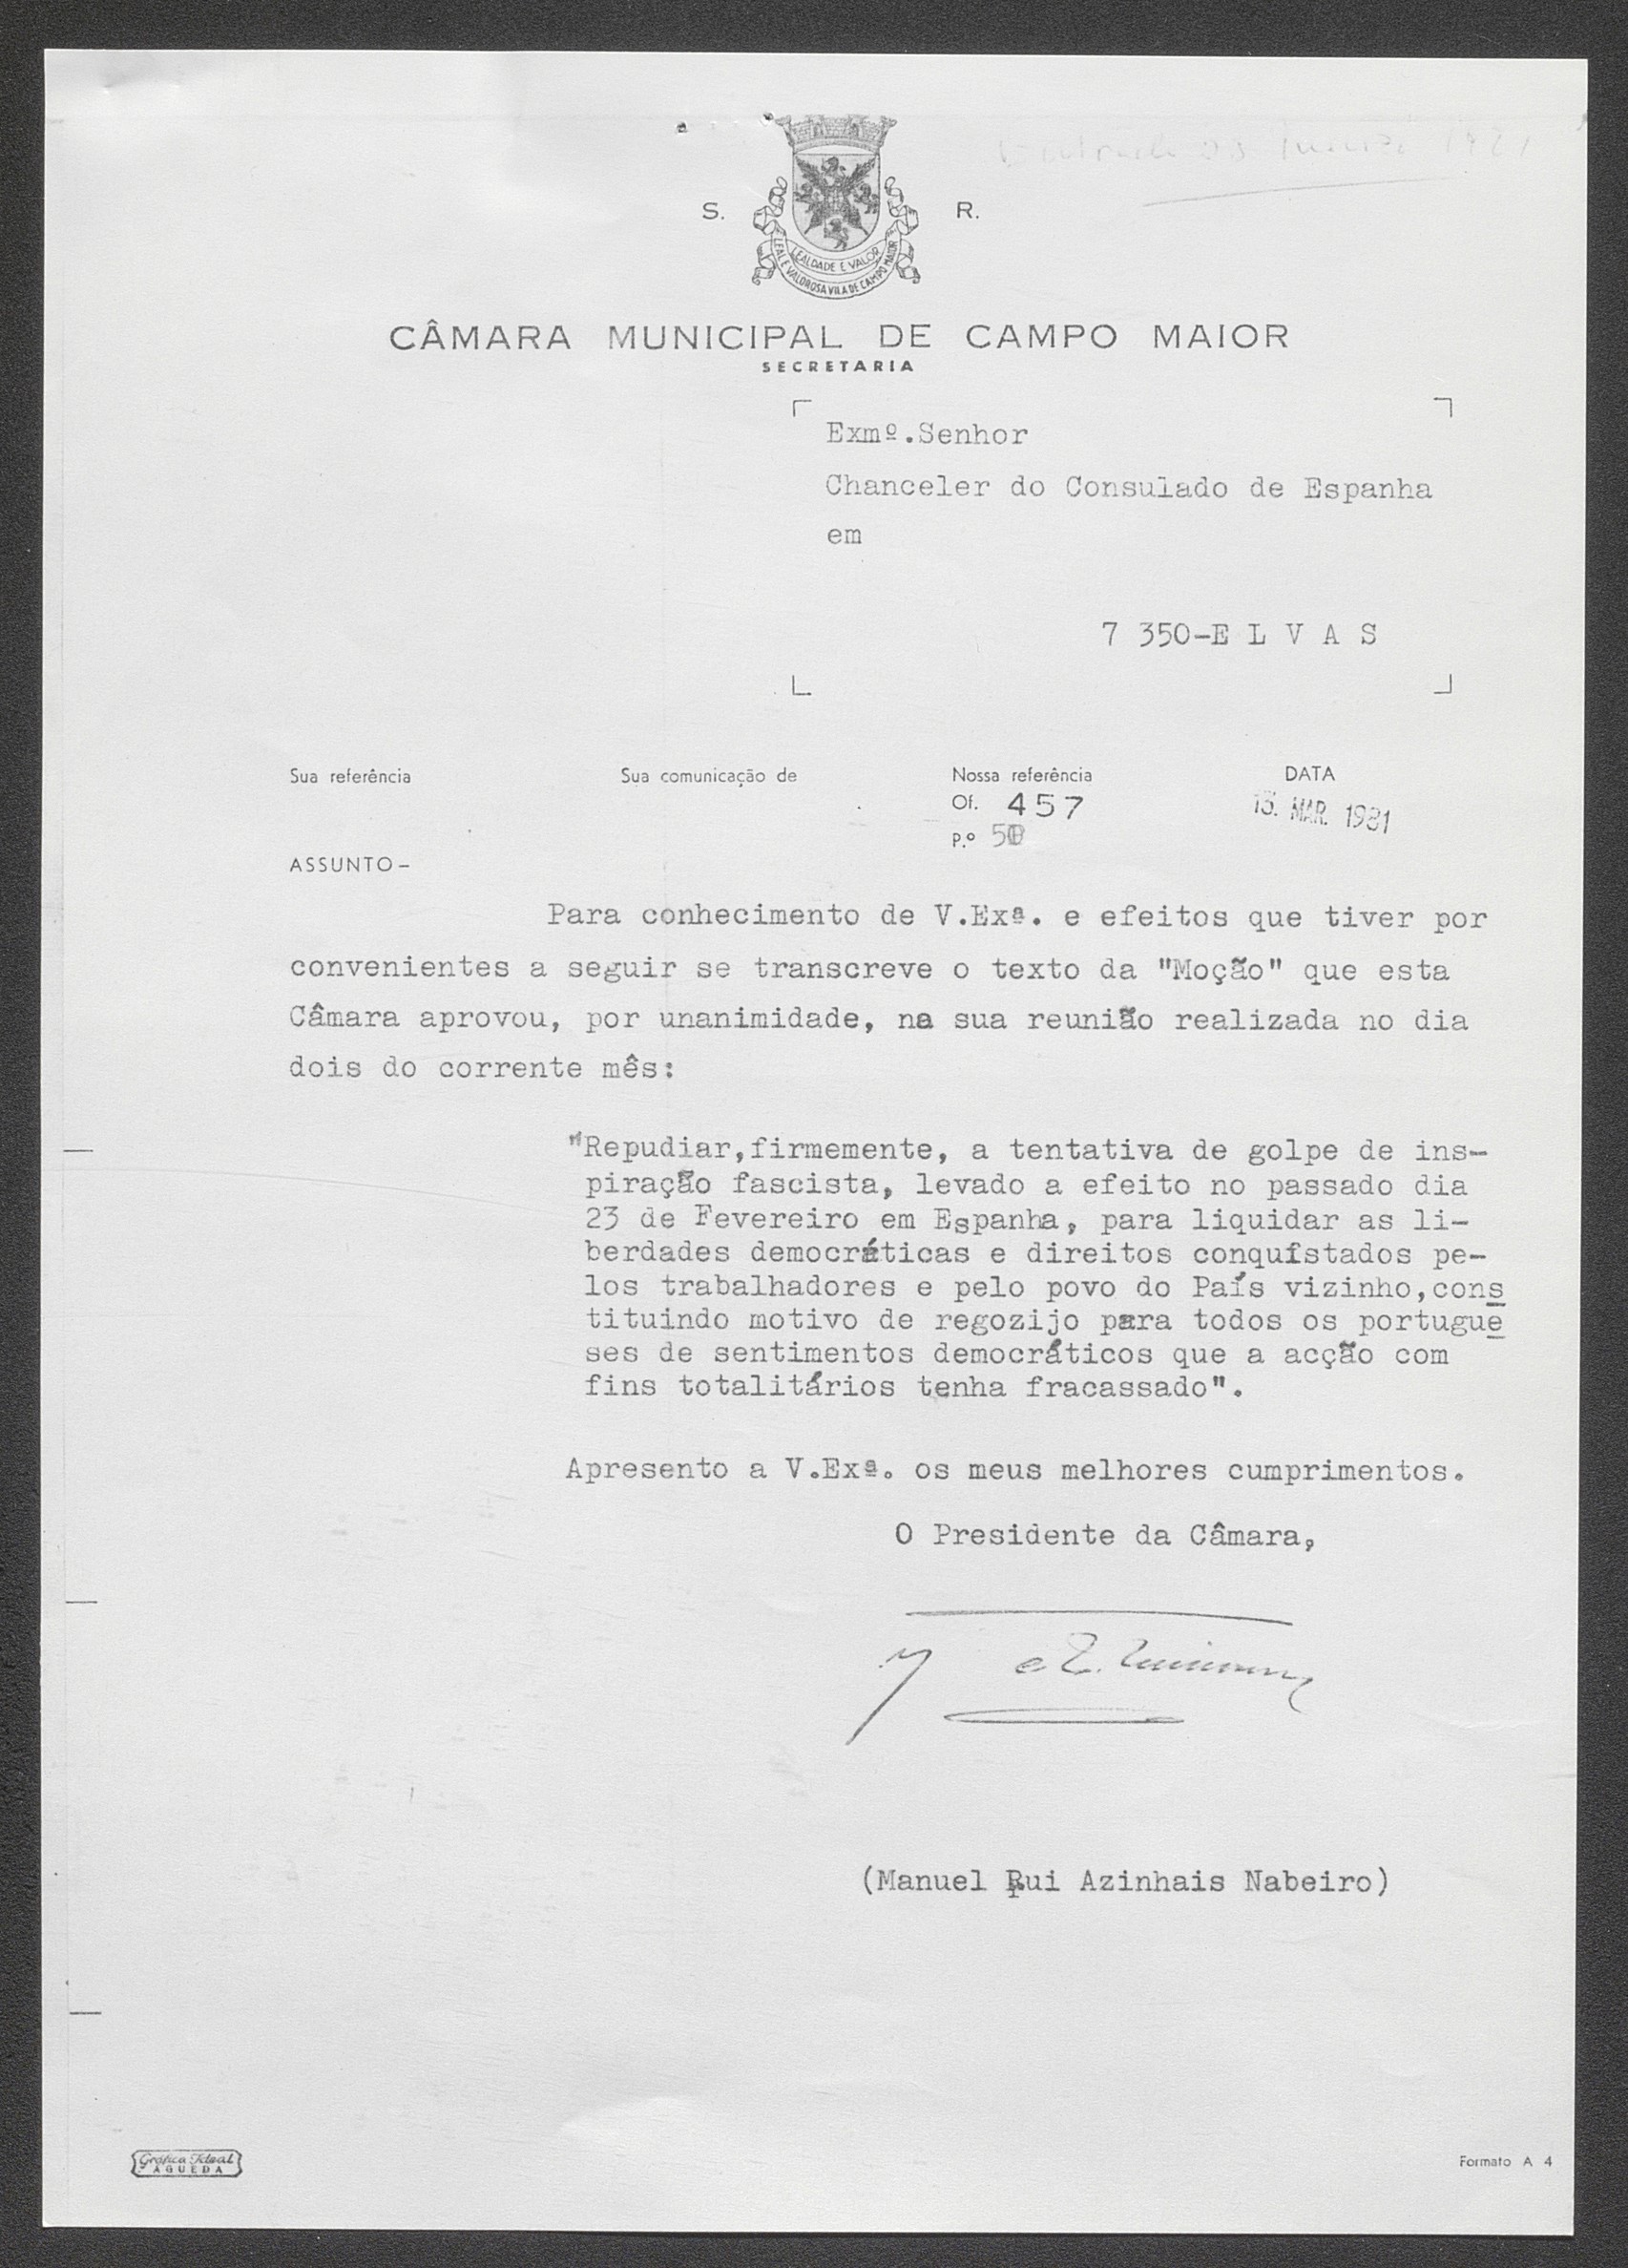 S. R.
LEALDADE E VALOR
LEAL E VALOROSA VILA DE CAMPO MAIOR
CÂMARA MUNICIPAL DE CAMPO MAIOR
SECRETARIA
Exmº.Senhor
Chanceler do Consulado de Espanha
em
7 350-E L V A S
Sua referência Sua comunicação de Nossa referência DATA
Of. 457 MAR. 1981
P.º
ASSUNTO-
Para conhecimento de V.Exª. e efeitos que tiver por
convenientes a seguir se transcreve o texto da "Moção" que esta
Câmara aprovou, por unanimidade, na sua reunião realizada no dia
dois do corrente mês:
"Repudiar,firmemente, a tentativa de golpe de ins-
piração fascista, levado a efeito no passado dia
23 de Fevereiro em Espanha, para liquidar as li-
berdades democráticas e direitos conquístados pe-
los trabalhadores e pelo povo do País vizinho,cons
tituindo motivo de regozijo para todos os portugue
ses de sentimentos democráticos que a acção com
fins totalitários tenha fracassado".
Apresento a V.Exª. os meus melhores cumprimentos.
O Presidente da Câmara,
(Manuel Rui Azinhais Nabeiro)
Gráfica Ideal
AGUEDA
Formato A 4